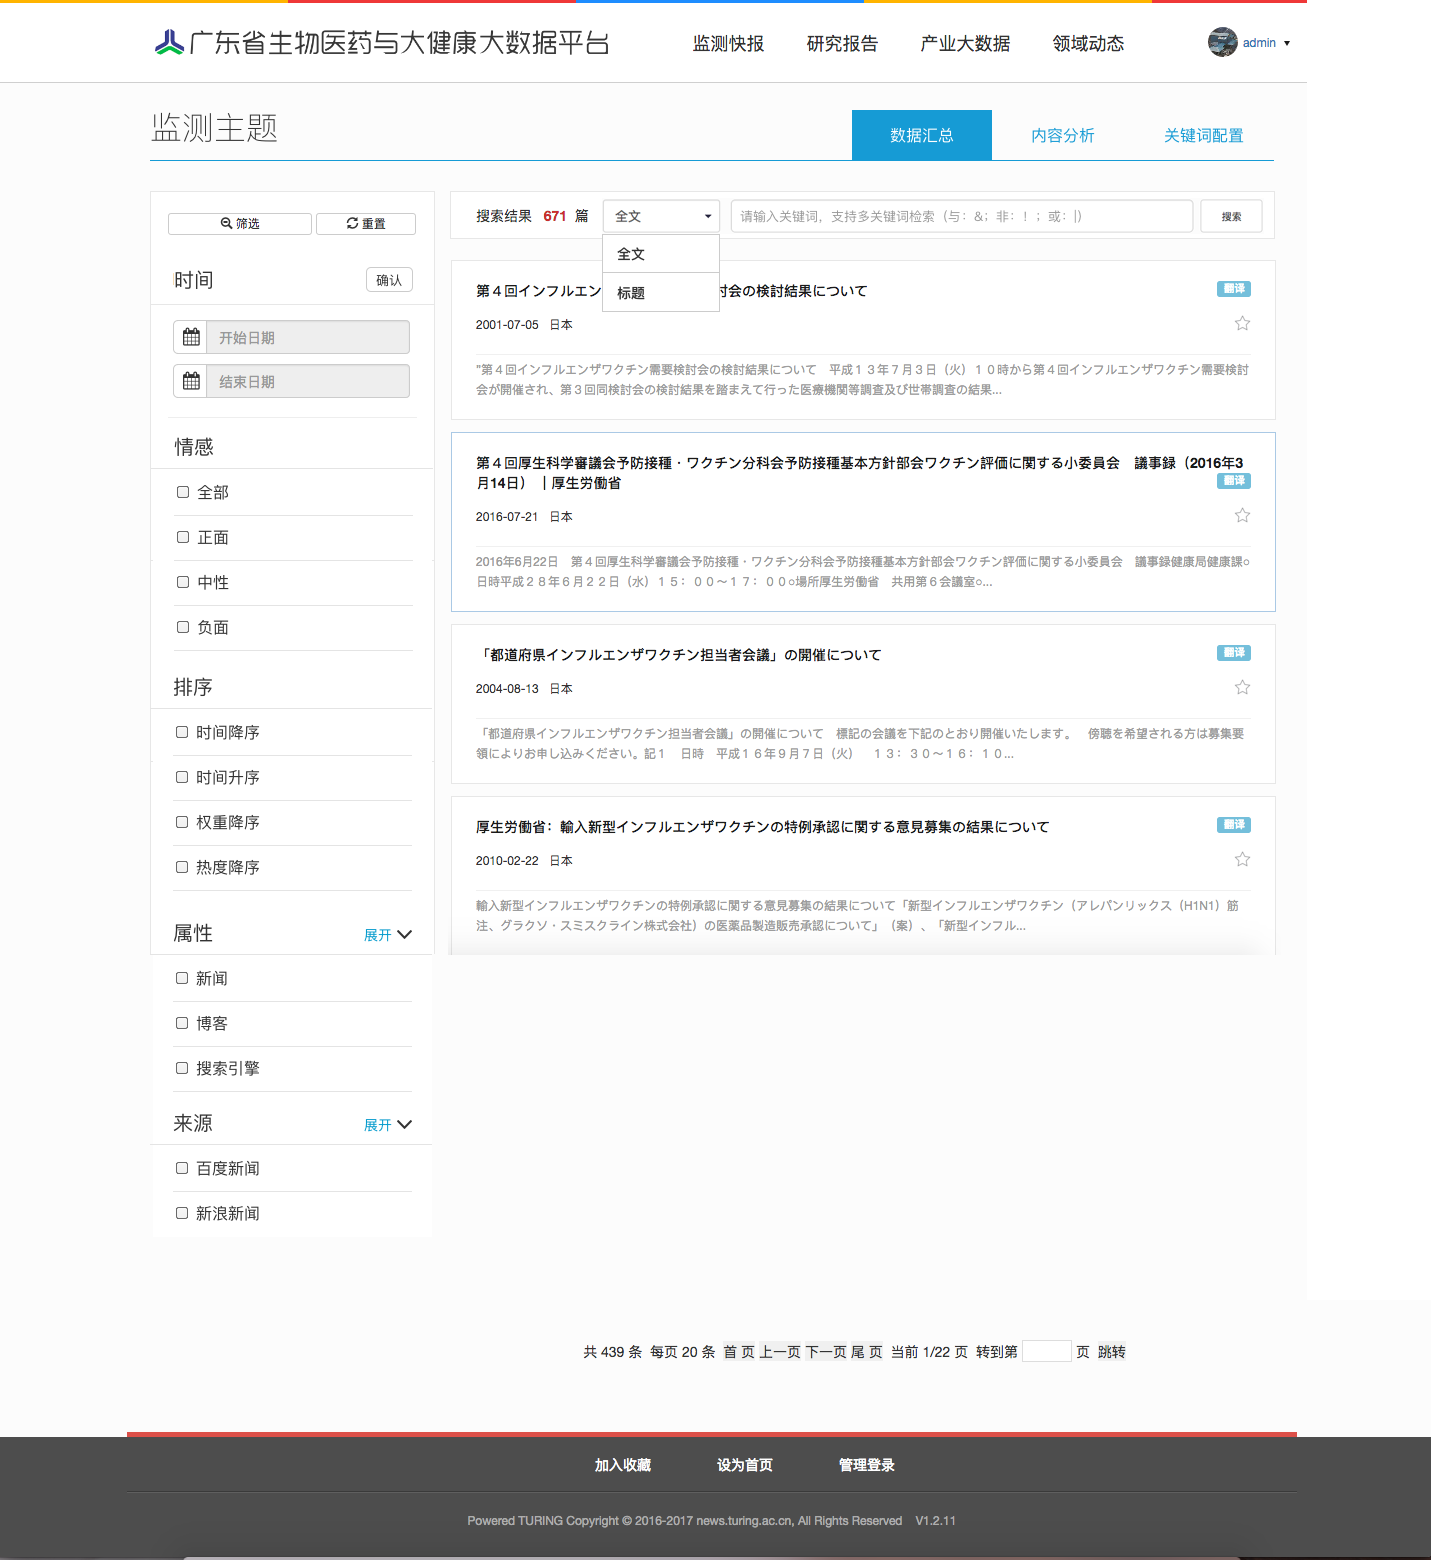 广东省生物医药与大健康大数据平台
监测快报 研究报告 产业大数据 领域动态
admin
监测主题
数据汇总 内容分析 关键词配置
筛选 重置
时间 确认
开始日期
结束日期
情感
全部
正面
中性
负面
排序
时间降序
时间升序
权重降序
热度降序
属性 展开
新闻
博客
搜索引擎
来源 展开
百度新闻
新浪新闻
搜索结果 671 篇 全文 请输入关键词，支持多关键词检索（与：&；非：！；或：|） 搜索
全文
标题
第４回インフルエン 討会の検討結果について 翻译
2001-07-05 日本
"第４回インフルエンザワクチン需要検討会の検討結果について　平成１３年７月３日（火）１０時から第４回インフルエンザワクチン需要検討
会が開催され、第３回同検討会の検討結果を踏まえて行った医療機関等調査及び世帯調査の結果...
第４回厚生科学審議会予防接種・ワクチン分科会予防接種基本方針部会ワクチン評価に関する小委員会　議事録（2016年3
月14日） ｜厚生労働省 翻译
2016-07-21 日本
2016年6月22日　第４回厚生科学審議会予防接種・ワクチン分科会予防接種基本方針部会ワクチン評価に関する小委員会　議事録健康局健康課○
日時平成２８年６月２２日（水）１５：００～１７：００○場所厚生労働省　共用第６会議室○...
「都道府県インフルエンザワクチン担当者会議」の開催について 翻译
2004-08-13 日本
「都道府県インフルエンザワクチン担当者会議」の開催について　標記の会議を下記のとおり開催いたします。　傍聴を希望される方は募集要
領によりお申し込みください。記１　日時　平成１６年９月７日（火）　１３：３０～１６：１０...
厚生労働省：輸入新型インフルエンザワクチンの特例承認に関する意見募集の結果について 翻译
2010-02-22 日本
輸入新型インフルエンザワクチンの特例承認に関する意見募集の結果について「新型インフルエンザワクチン（アレパンリックス（H1N1）筋
注、グラクソ・スミスクライン株式会社）の医薬品製造販売承認について」（案）、「新型インフル...
共 439 条 每页 20 条 首 页 上一页 下一页 尾 页 当前 1/22 页 转到第 页 跳转
加入收藏 设为首页 管理登录
Powered TURING Copyright © 2016-2017 news.turing.ac.cn, All Rights Reserved V1.2.11